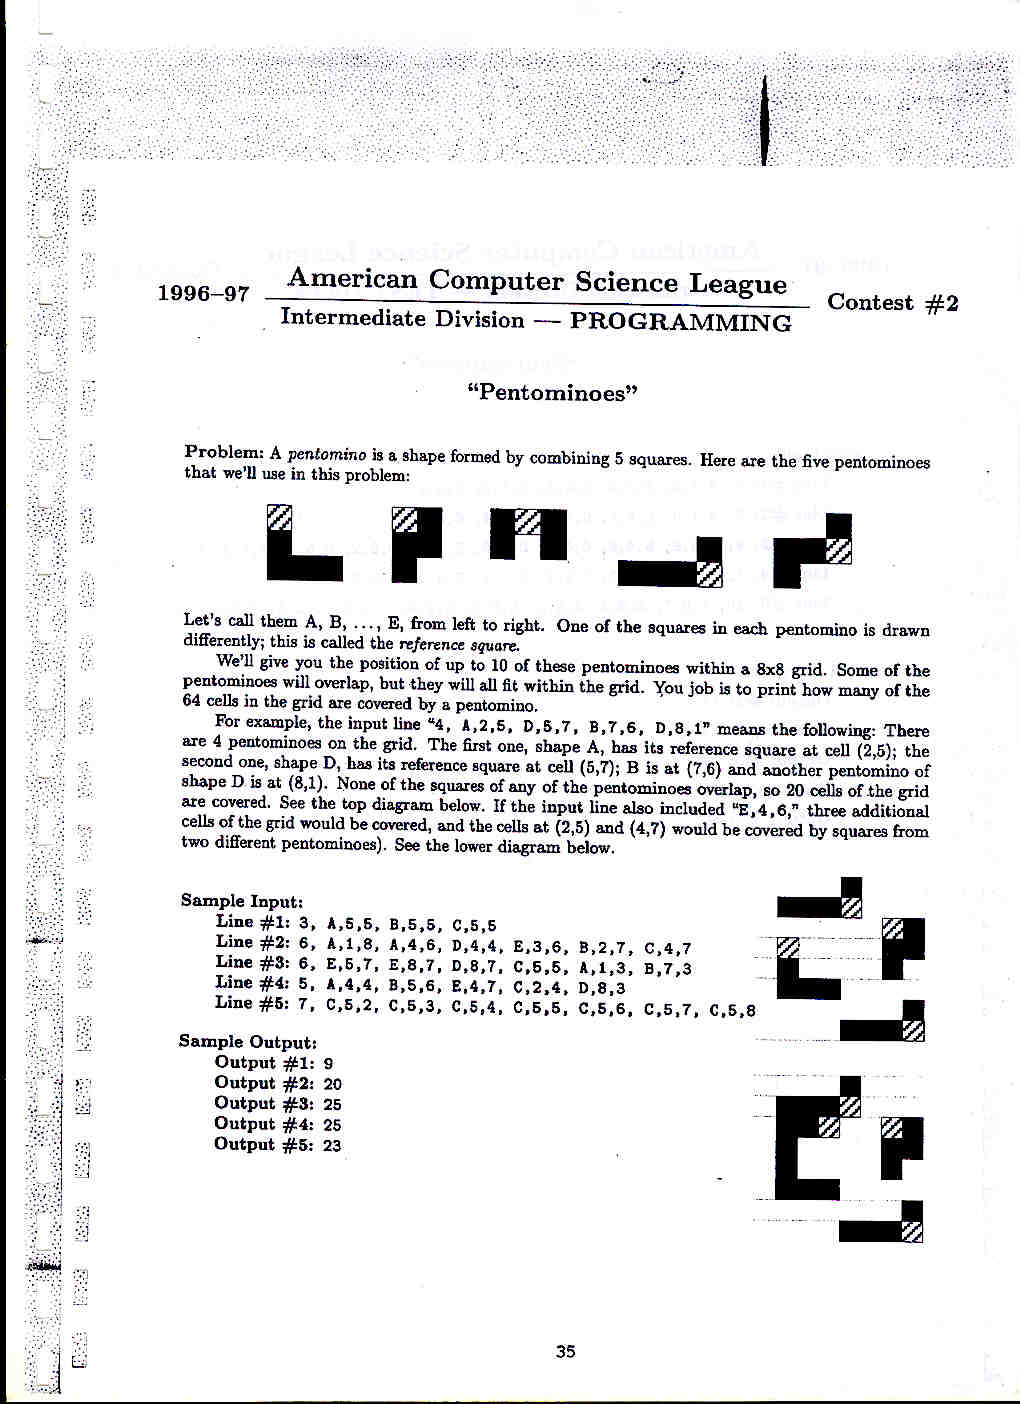 American Computer Science League
1996–97
Contest #2
Intermediate Division — PROGRAMMING
“Pentominoes”
Problem: A pentomino is a shape formed by combining 5 squares. Here are the five pentominoes
that we'll use in this problem:
Let's call them A, B, ..., E, from left to right. One of the squares in each pentomino is drawn
differently; this is called the reference square.
We'll give you the position of up to 10 of these pentominoes within a 8x8 grid. Some of the
pentominoes will overlap, but they will all fit within the grid. You job is to print how many of the
64 cells in the grid are covered by a pentomino.
For example, the input line “4, A,2,5, D,5,7, B,7,6, D,8,1” means the following: There
are 4 pentominoes on the grid. The first one, shape A, has its reference square at cell (2,5); the
second one, shape D, has its reference square at cell (5,7); B is at (7,6) and another pentomino of
shape D is at (8,1). None of the squares of any of the pentominoes overlap, so 20 cells of the grid
are covered. See the top diagram below. If the input line also included “E,4,6,” three additional
cells of the grid would be covered, and the cells at (2,5) and (4,7) would be covered by squares from
two different pentominoes). See the lower diagram below.
Sample Input:
Line #1: 3, A,5,5, B,5,5, C,5,5
Line #2: 6, A,1,8, A,4,6, D,4,4, E,3,6, B,2,7, C,4,7
Line #3: 6, E,5,7, E,8,7, D,8,7, C,5,5, A,1,3, B,7,3
Line #4: 5, A,4,4, B,5,6, E,4,7, C,2,4, D,8,3
Line #5: 7, C,5,2, C,5,3, C,5,4, C,5,5, C,5,6, C,5,7, C,5,8
Sample Output:
Output #1: 9
Output #2: 20
Output #3: 25
Output #4: 25
Output #5: 23
35